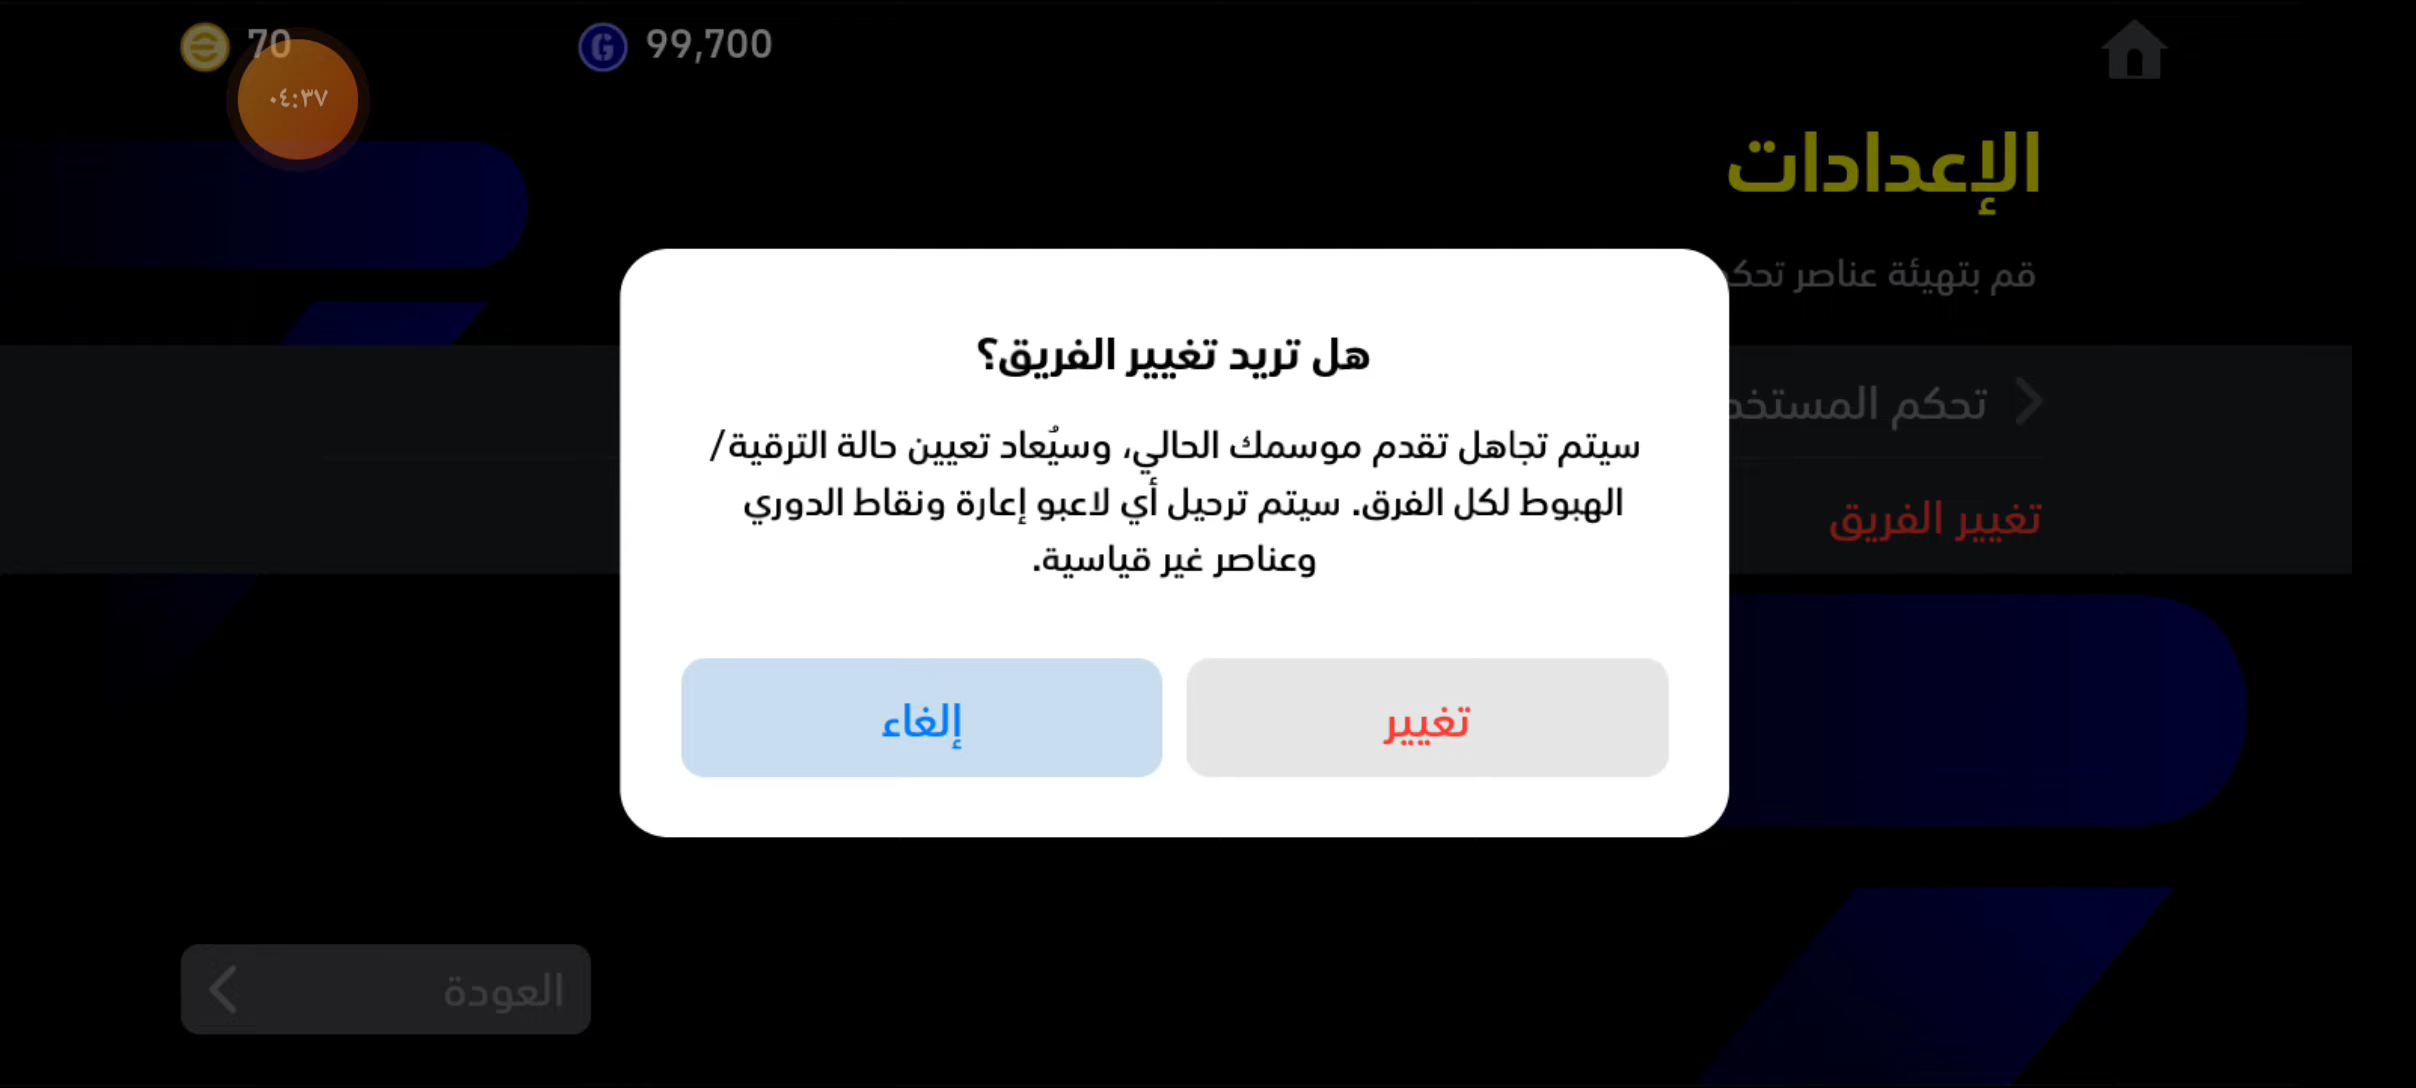 70
99,700
٠٤:٣٧
الإعدادات
قم بتهيئة عناصر
هل تريد تغيير الفريق؟
سيتم تجاهل تقدم موسمك الحالي، وسيُعاد تعيين حالة الترقية/
الهبوط لكل الفرق. سيتم ترحيل أي لاعبو إعارة ونقاط الدوري
وعناصر غير قياسية.
تحكم
تغيير الفريق
تغيير
إلغاء
العودة